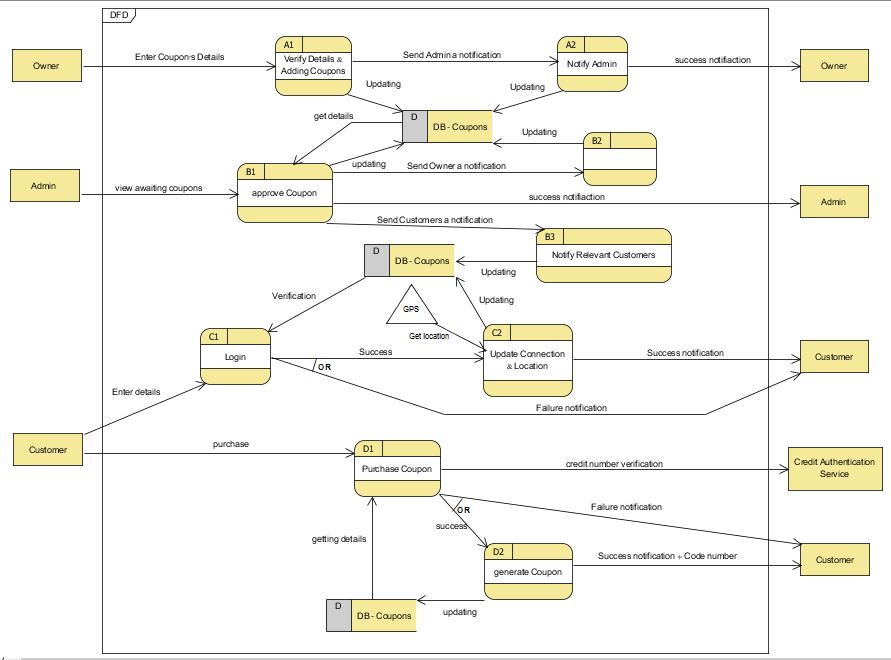 DFD
A1
A2
Owner
Enter Coupon's Details
Verify Details &
Adding Coupons
Send Admin a notification
Notify Admin
success notifiaction
Owner
Updating
Updating
get details
D
DB - Coupons
Updating
B2
updating
Send Owner a notification
B1
Admin
view awaiting coupons
approve Coupon
success notifiaction
Admin
Send Customers a notification
B3
D
DB - Coupons
Notify Relevant Customers
Updating
Verification
Updating
GPS
C1
Get location
C2
Login
Success
OR
Update Connection
& Location
Success notification
Customer
Enter details
Failure notification
Customer
purchase
D1
Purchase Coupon
credit number verification
Credit Authentication
Service
OR
success
Failure notification
getting details
D2
generate Coupon
Success notification + Code number
Customer
D
DB - Coupons
updating